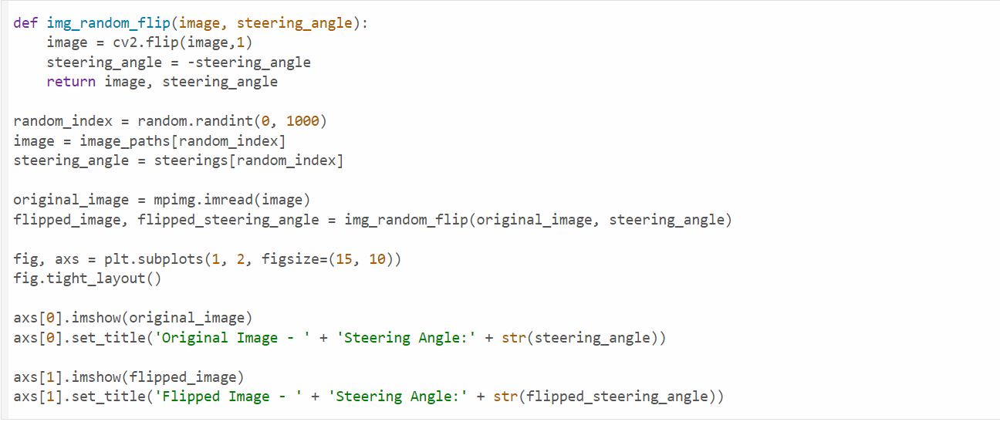 def img_random_flip(image, steering_angle):
    image = cv2.flip(image,1)
    steering_angle = -steering_angle
    return image, steering_angle

random_index = random.randint(0, 1000)
image = image_paths[random_index]
steering_angle = steerings[random_index]

original_image = mpimg.imread(image)
flipped_image, flipped_steering_angle = img_random_flip(original_image, steering_angle)

fig, axs = plt.subplots(1, 2, figsize=(15, 10))
fig.tight_layout()

axs[0].imshow(original_image)
axs[0].set_title('Original Image - ' + 'Steering Angle:' + str(steering_angle))

axs[1].imshow(flipped_image)
axs[1].set_title('Flipped Image - ' + 'Steering Angle:' + str(flipped_steering_angle))